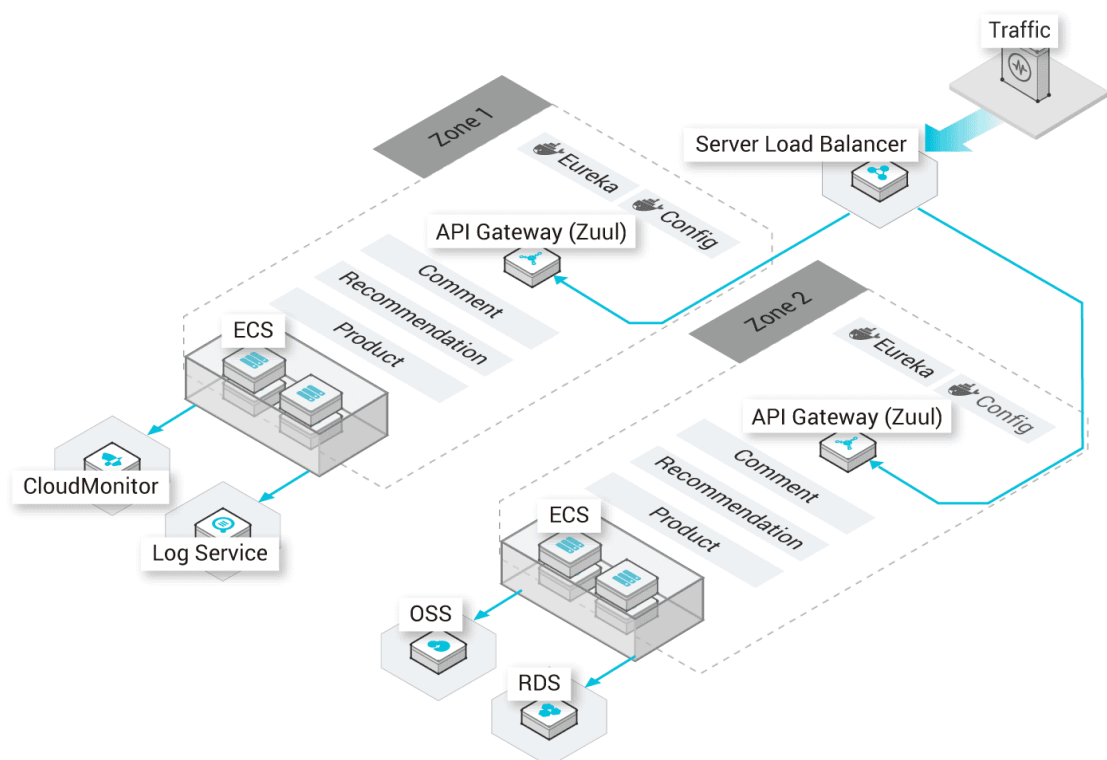 Traffic
Server Load Balancer
Zone 1
Eureka
Config
API Gateway (Zuul)
Comment
Recommendation
Product
ECS
CloudMonitor
Log Service
Zone 2
Eureka
Config
API Gateway (Zuul)
Comment
Recommendation
Product
ECS
OSS
RDS